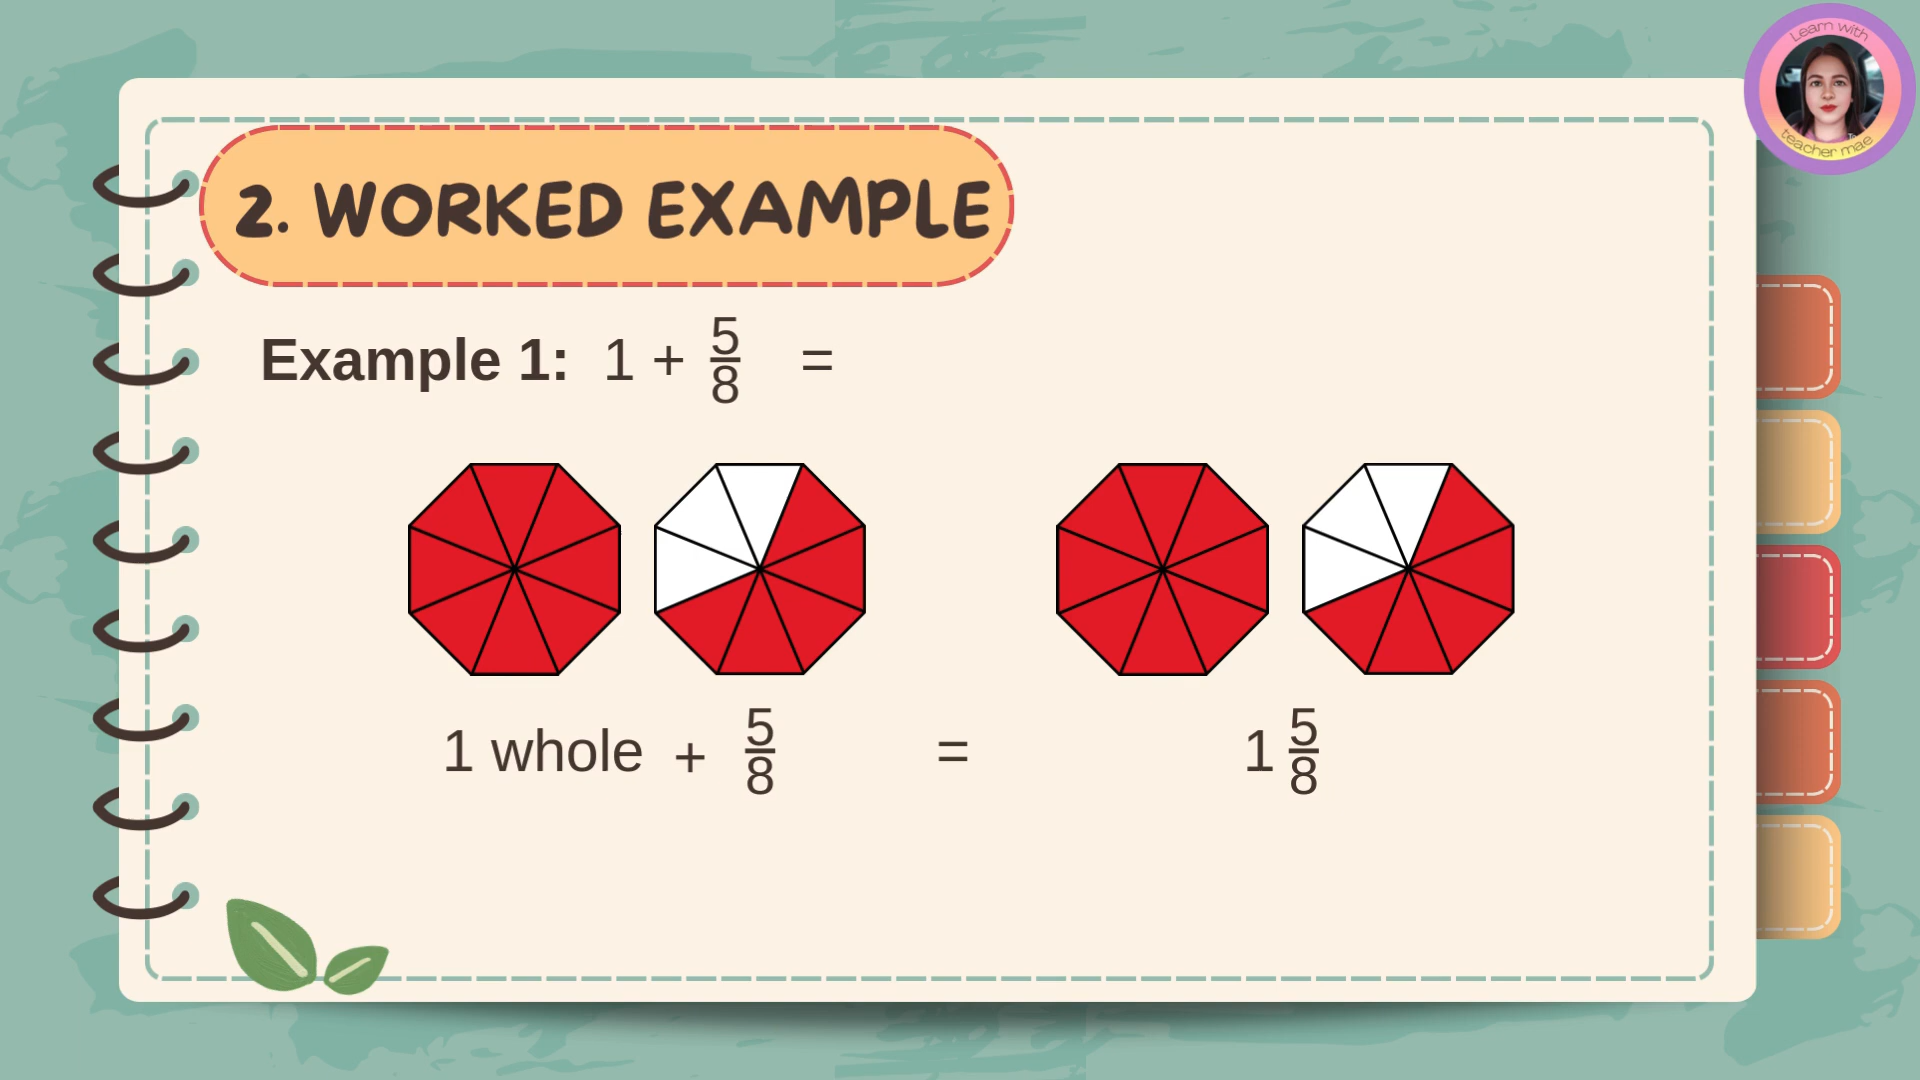 Learn with
teacher mae
2. WORKED EXAMPLE
Example 1: 1 + 5/8 =
1 whole + 5/8 = 1 5/8